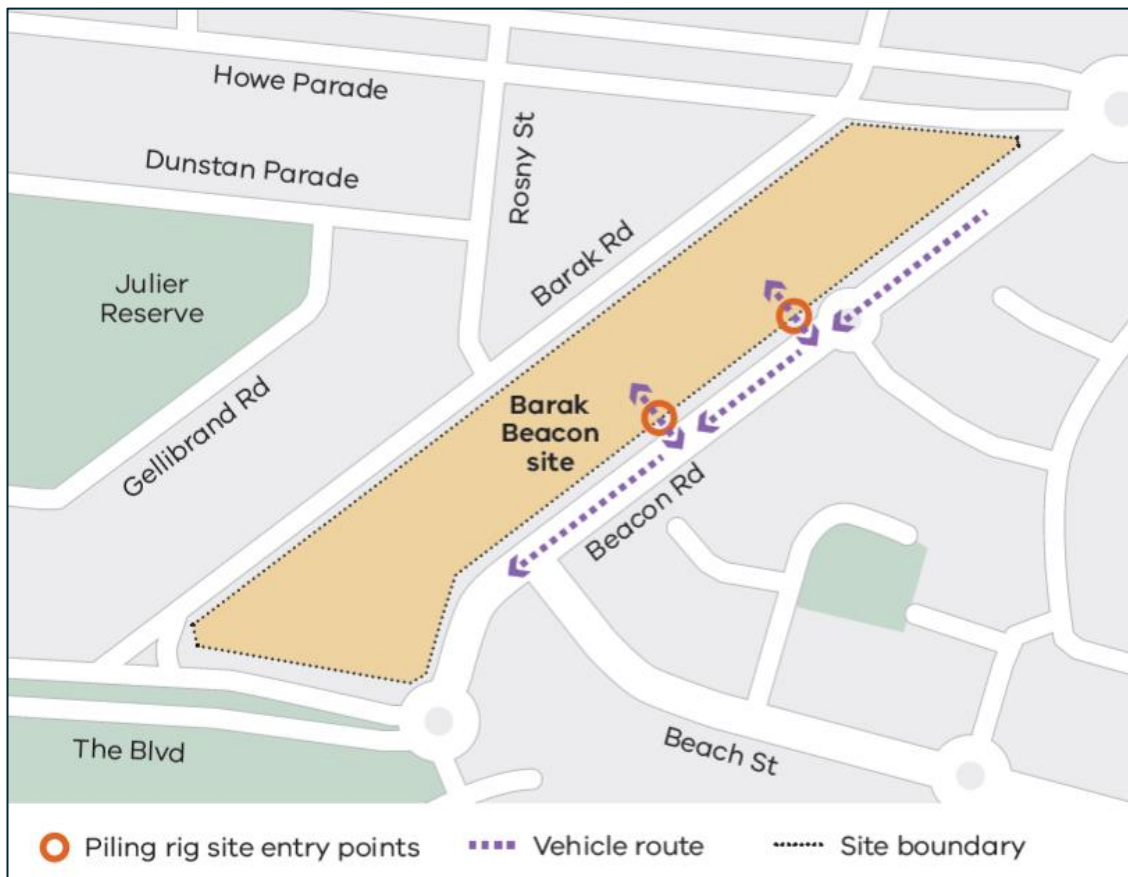 Howe Parade
Dunstan Parade
Rosny St
Julier
Reserve
Barak Rd
Gellibrand Rd
Barak
Beacon
site
Beacon Rd
The Blvd
Beach St
Piling rig site entry points
Vehicle route
Site boundary